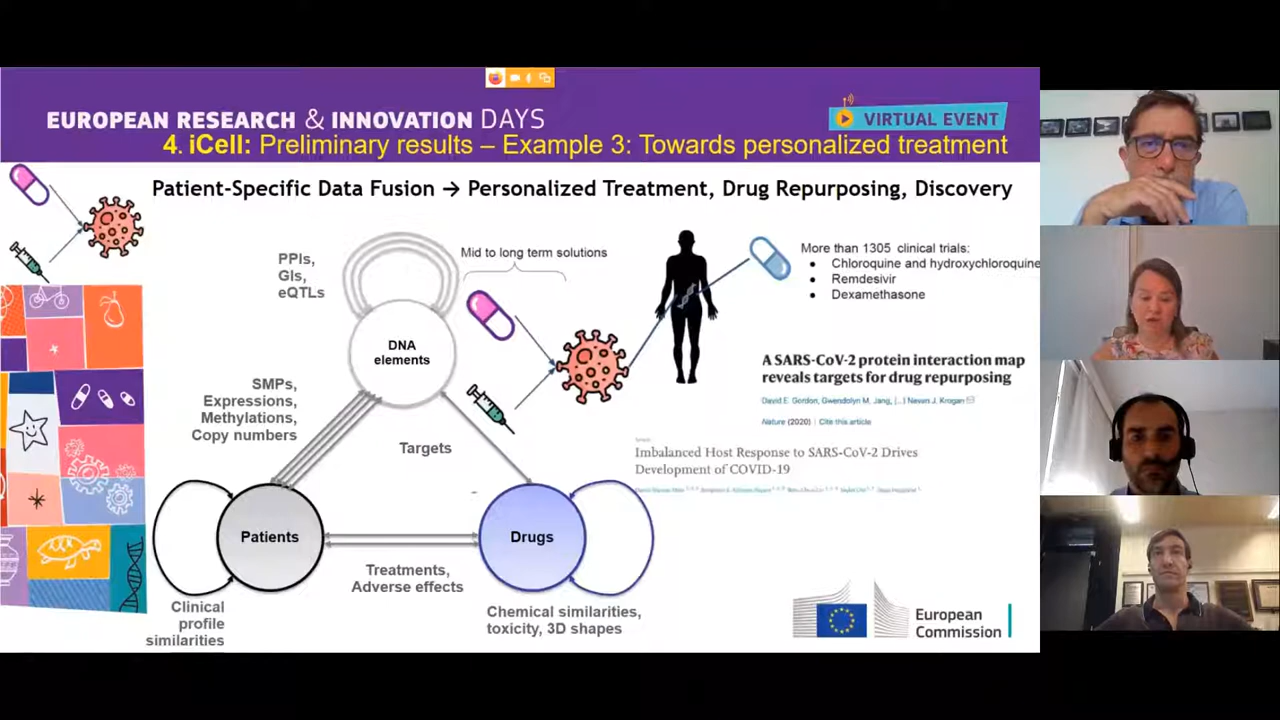 EUROPEAN RESEARCH & INNOVATION DAYS
VIRTUAL EVENT
4. iCell: Preliminary results – Example 3: Towards personalized treatment
Patient-Specific Data Fusion → Personalized Treatment, Drug Repurposing, Discovery
PPIs,
GIs,
eQTLs
DNA
elements
Mid to long term solutions
More than 1305 clinical trials:
● Chloroquine and hydroxychloroquine
● Remdesivir
● Dexamethasone
A SARS-CoV-2 protein interaction map
reveals targets for drug repurposing
David E. Gordon, Gwendolyn M. Jang, [...] Nevan J. Krogan
Nature (2020) | Cite this article
Imbalanced Host Response to SARS-CoV-2 Drives
Development of COVID-19
SMPs,
Expressions,
Methylations,
Copy numbers
Targets
Patients
Drugs
Treatments,
Adverse effects
Clinical
profile
similarities
Chemical similarities,
toxicity, 3D shapes
European
Commission